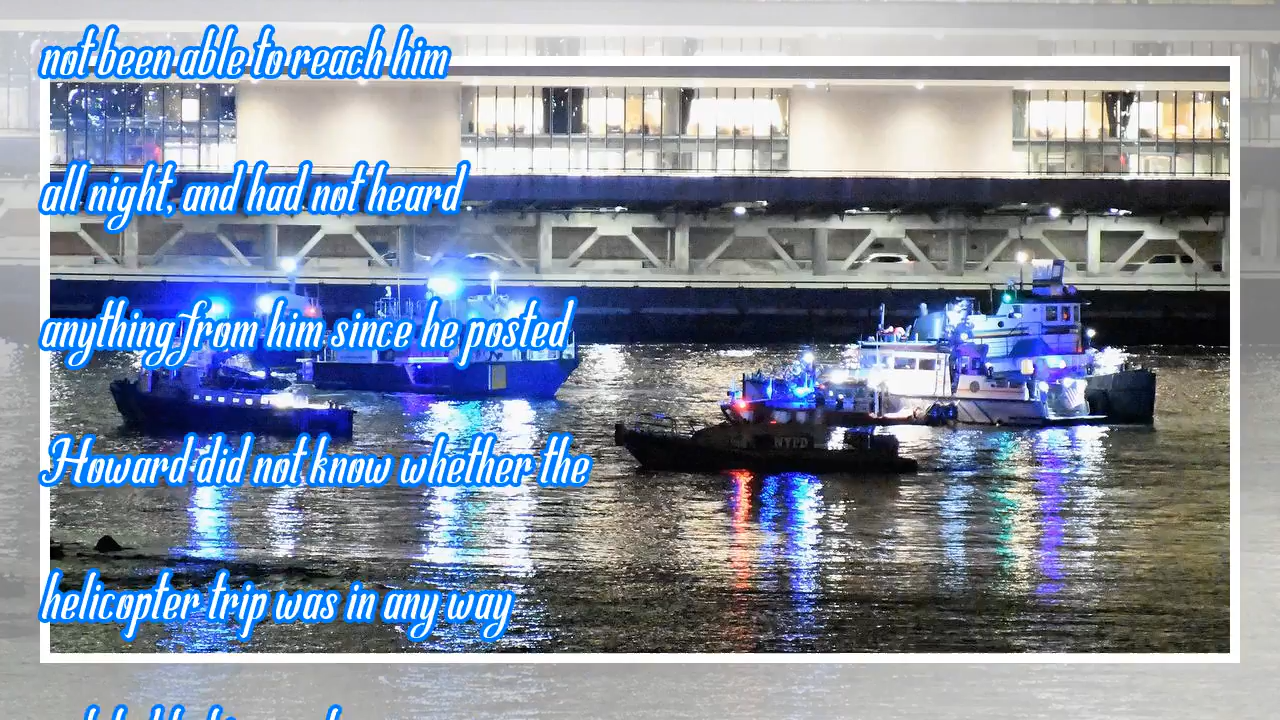 not been able to reach him
all night, and had not heard
anything from him since he posted
Howard did not know whether the
helicopter trip was in any way
NYPD